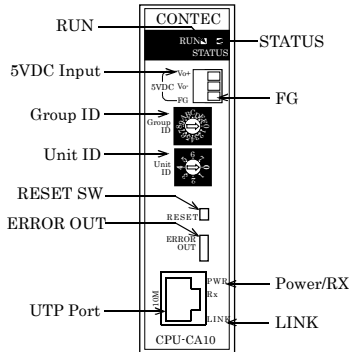 RUN
CONTEC
RUN
STATUS
STATUS
5VDC Input
Vo+
5VDC
Vo-
FG
FG
Group ID
Group
ID
Unit ID
Unit
ID
RESET SW
RESET
ERROR OUT
ERROR
OUT
UTP Port
10M
PWR
Rx
LINK
Power/RX
LINK
CPU-CA10